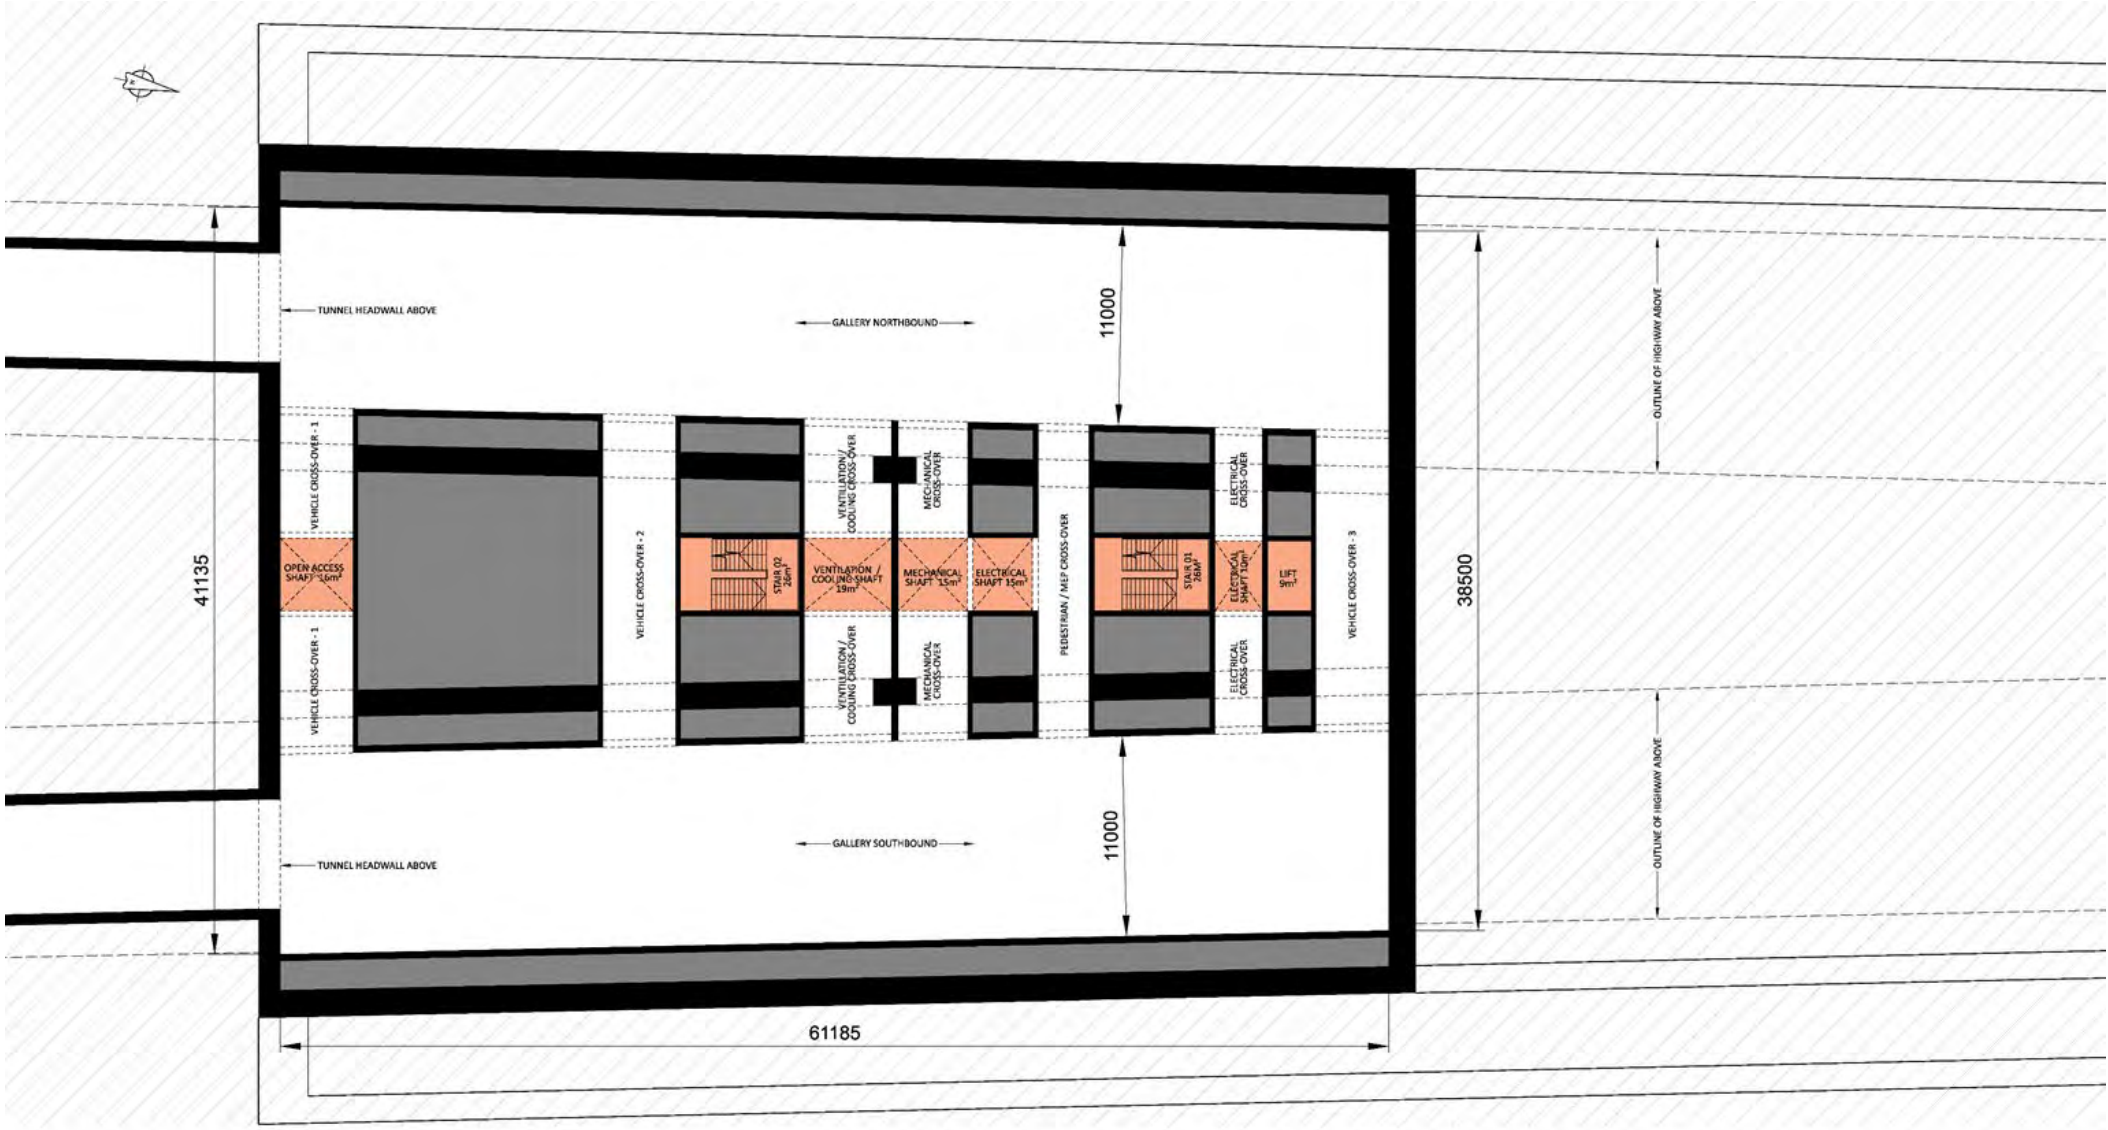 TUNNEL HEADWALL ABOVE
GALLERY NORTHBOUND
11000
OUTLINE OF HIGHWAY ABOVE
VEHICLE CROSS-OVER - 1
VENTILLATION /
COOLING CROSS-OVER
MECHANICAL
CROSS-OVER
ELECTRICAL
CROSS-OVER
41135
OPEN ACCESS
SHAFT 16m²
VEHICLE CROSS-OVER - 2
STAIR 02
26m²
VENTILATION /
COOLING SHAFT
19m²
MECHANICAL
SHAFT 15m²
ELECTRICAL
SHAFT 15m²
PEDESTRIAN / MEP CROSS-OVER
STAIR 01
26M²
ELECTRICAL
SHAFT 10m²
LIFT
9m²
VEHICLE CROSS-OVER - 3
38500
VEHICLE CROSS-OVER - 1
VENTILLATION /
COOLING CROSS-OVER
MECHANICAL
CROSS-OVER
ELECTRICAL
CROSS-OVER
TUNNEL HEADWALL ABOVE
GALLERY SOUTHBOUND
11000
OUTLINE OF HIGHWAY ABOVE
61185